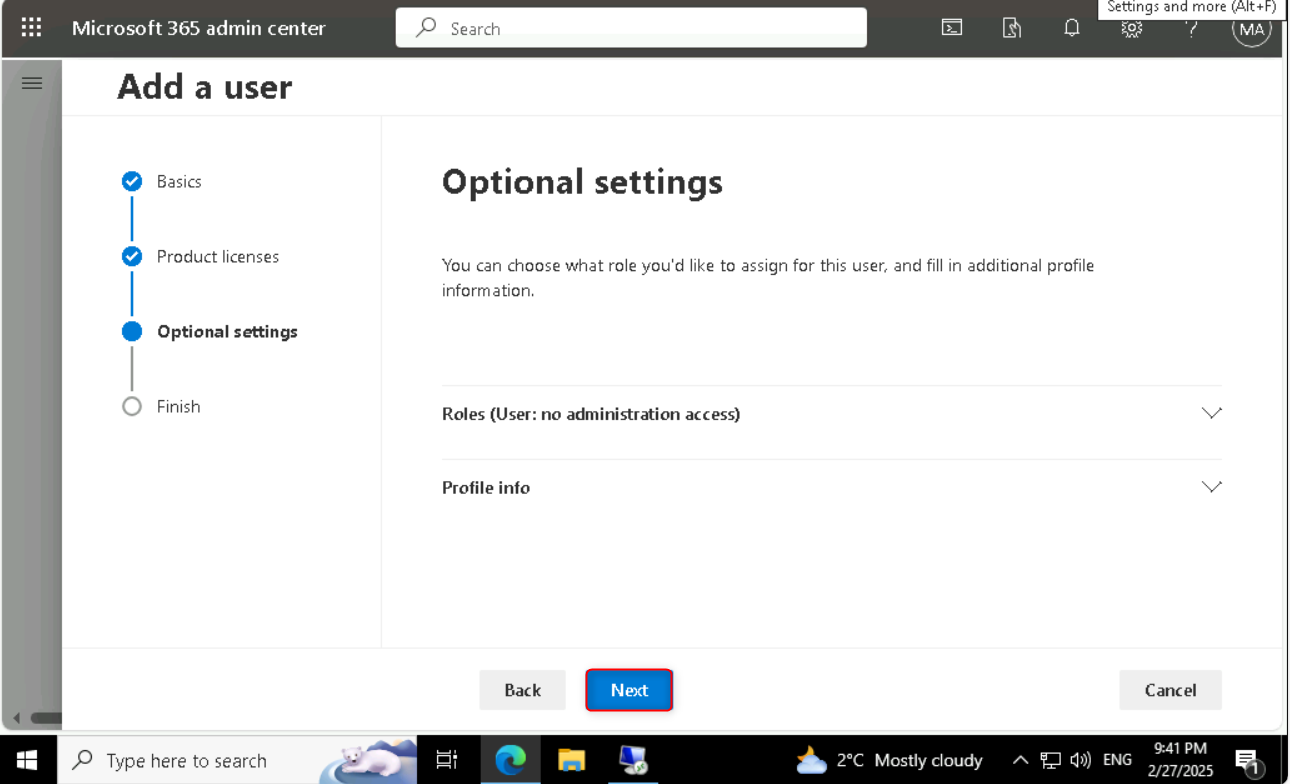 Settings and more (Alt+F)
Microsoft 365 admin center
Search
?
MA
Add a user
Basics
Product licenses
Optional settings
Finish
Optional settings
You can choose what role you'd like to assign for this user, and fill in additional profile
information.
Roles (User: no administration access)
Profile info
Back
Next
Cancel
Type here to search
2°C Mostly cloudy
ENG
9:41 PM
2/27/2025
1